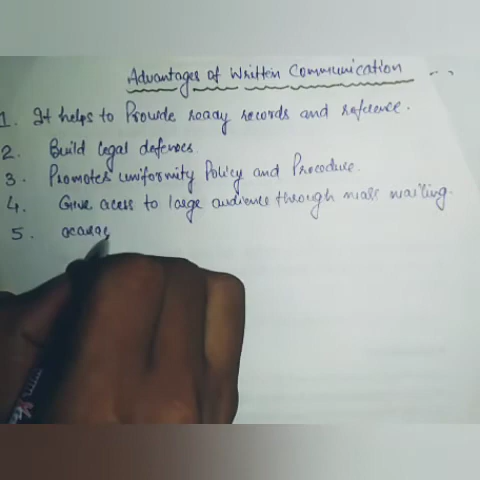 Advantages of Written Communication
1. It helps to Provide ready records and reference.
2. Build legal defences.
3. Promotes uniformity Policy and Procedure.
4. Give acess to large audience through mass mailing.
5.